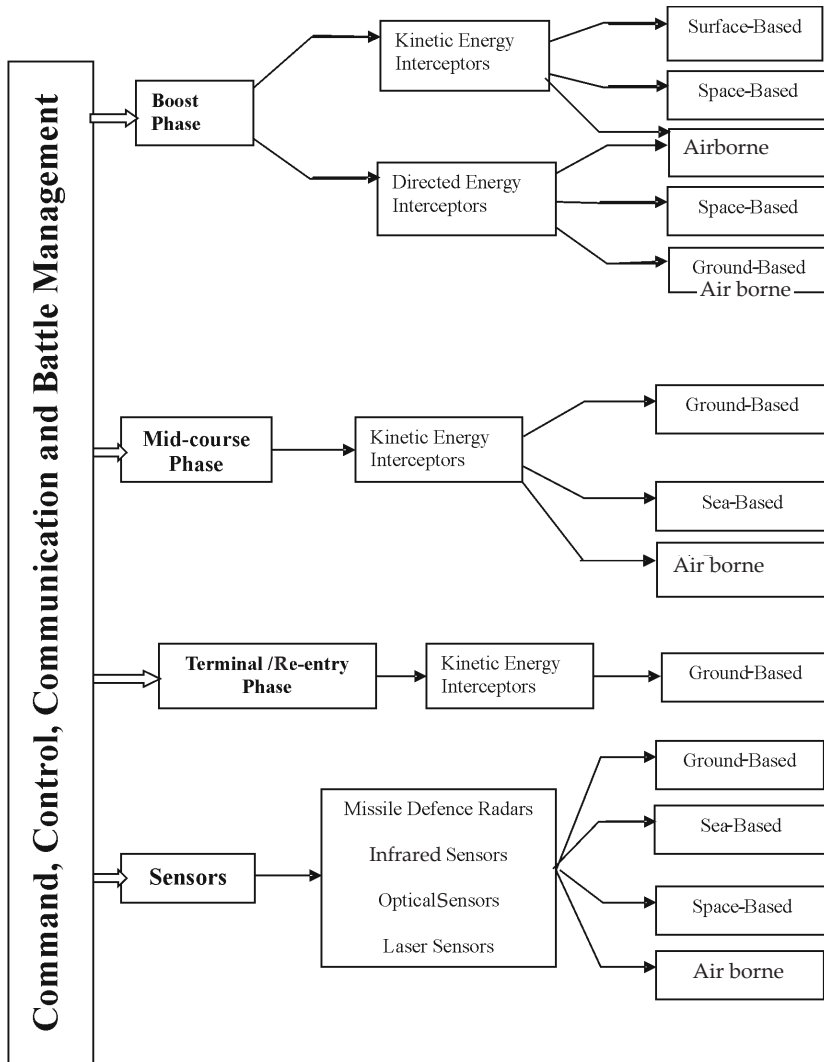 Command, Control, Communication and Battle Management
Boost
Phase
Kinetic Energy
Interceptors
Surface-Based
Space-Based
Airborne
Directed Energy
Interceptors
Space-Based
Ground-Based
Air borne
Mid-course
Phase
Kinetic Energy
Interceptors
Ground-Based
Sea-Based
Air borne
Terminal /Re-entry
Phase
Kinetic Energy
Interceptors
Ground-Based
Sensors
Missile Defence Radars
Infrared Sensors
OpticalSensors
Laser Sensors
Ground-Based
Sea-Based
Space-Based
Air borne